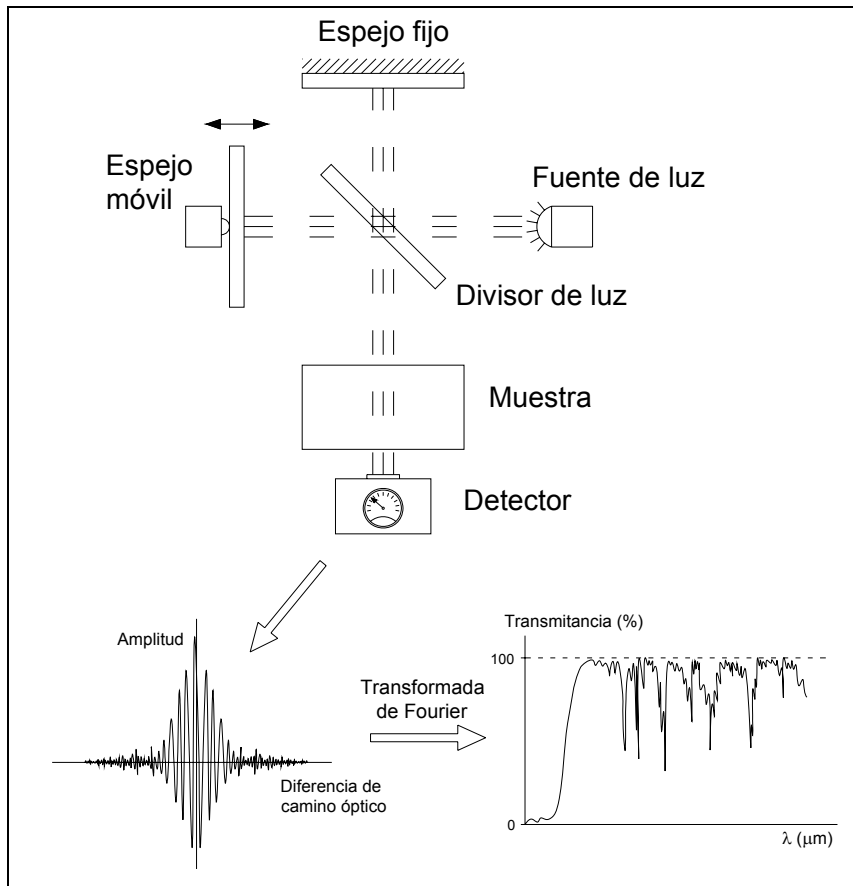 Espejo fijo
Espejo
móvil
Fuente de luz
Divisor de luz
Muestra
Detector
Amplitud
Diferencia de
camino óptico
Transformada
de Fourier
Transmitancia (%)
100
0
λ (μm)